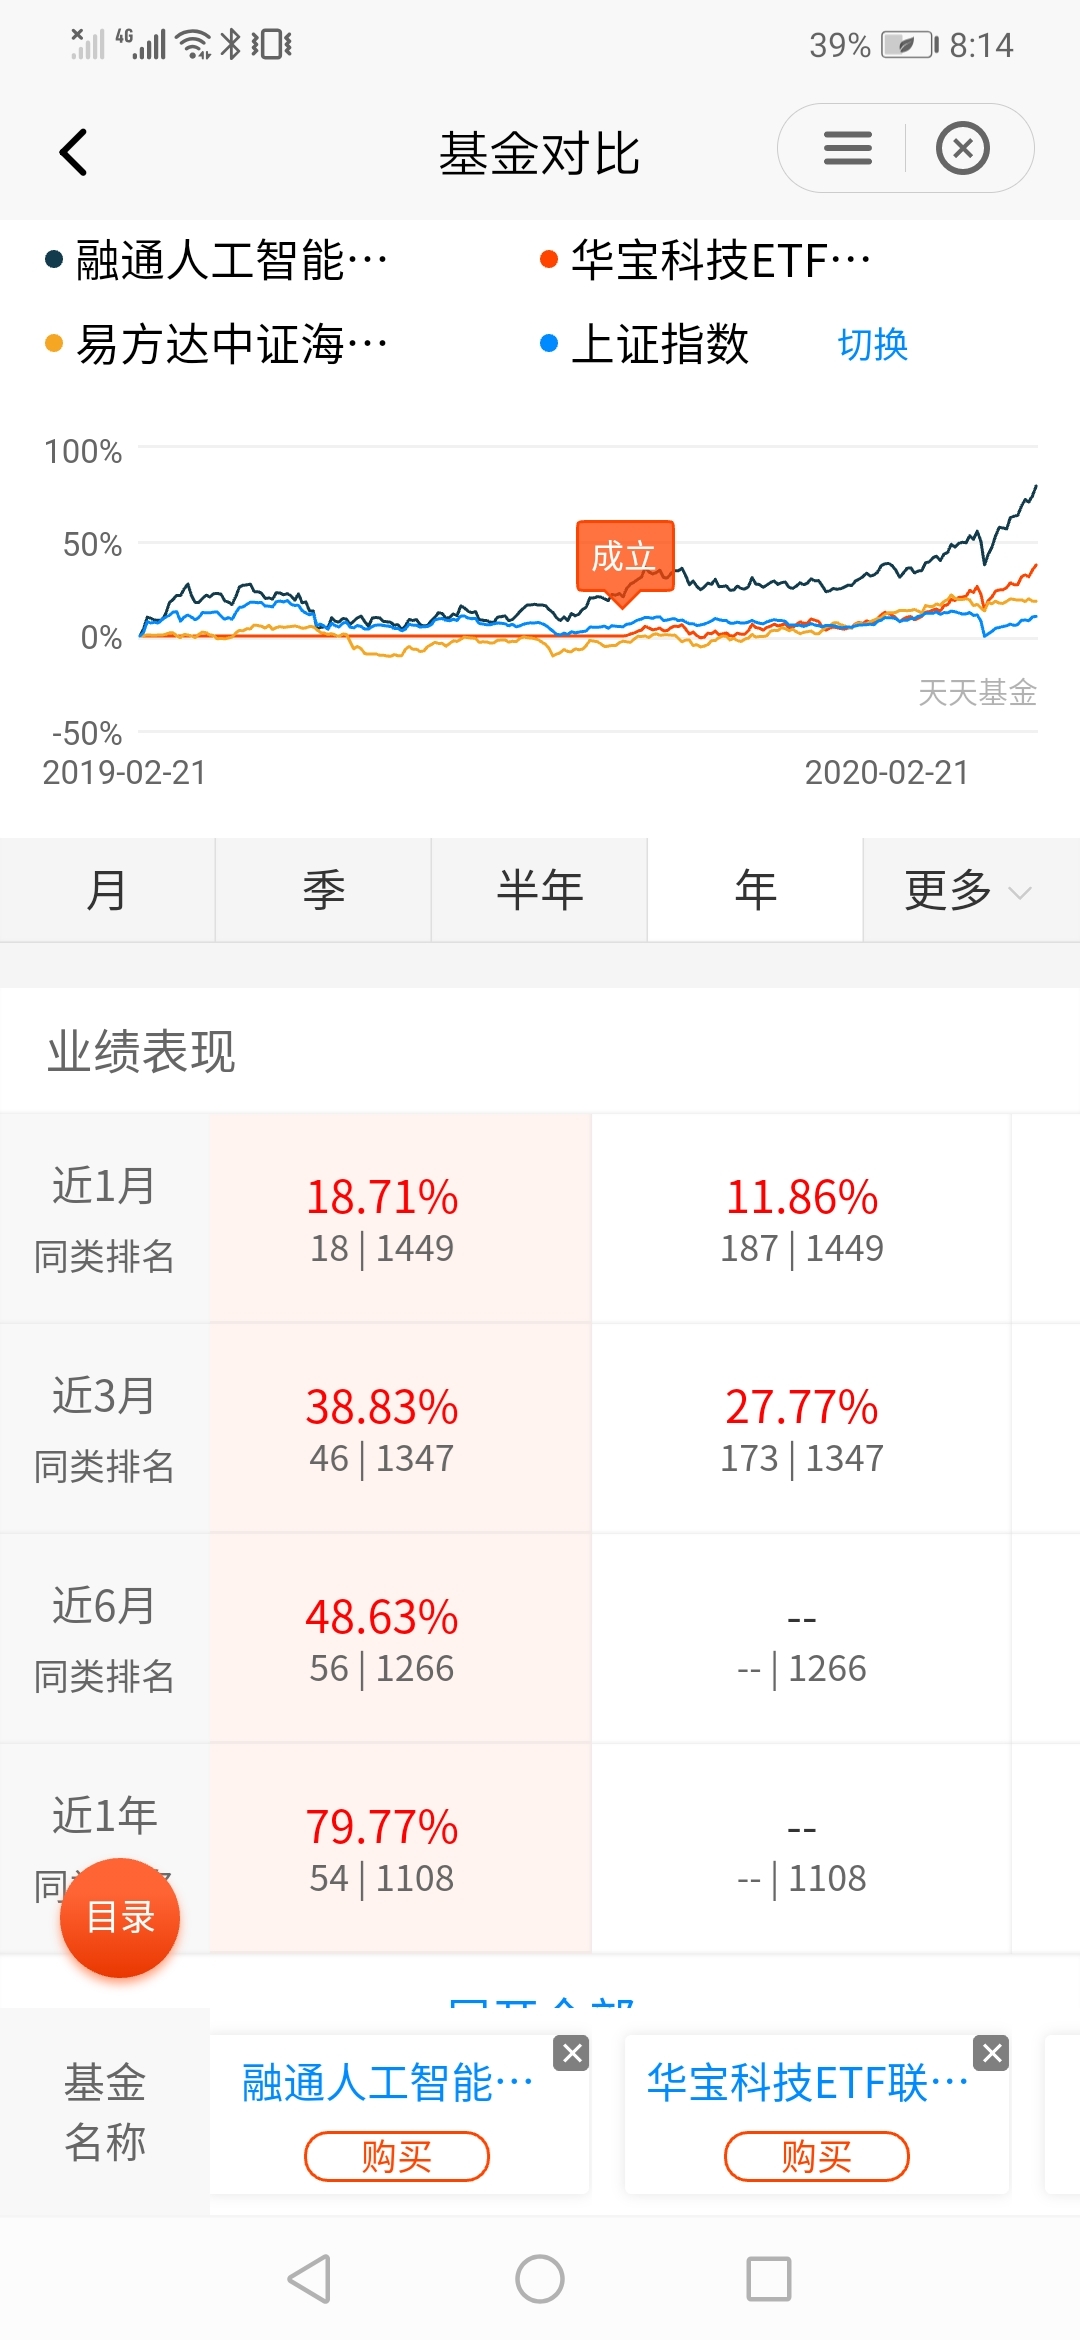 4G 39% 8:14
基金对比
融通人工智能… 华宝科技ETF…
易方达中证海… 上证指数 切换
100%
50%
成立
0%
天天基金
-50%
2019-02-21 2020-02-21
月 季 半年 年 更多
业绩表现
近1月 18.71% 11.86%
同类排名 18 | 1449 187 | 1449
近3月 38.83% 27.77%
同类排名 46 | 1347 173 | 1347
近6月 48.63% --
同类排名 56 | 1266 -- | 1266
近1年 79.77% --
同 54 | 1108 -- | 1108
目录
基金 融通人工智能… 华宝科技ETF联…
名称 购买 购买